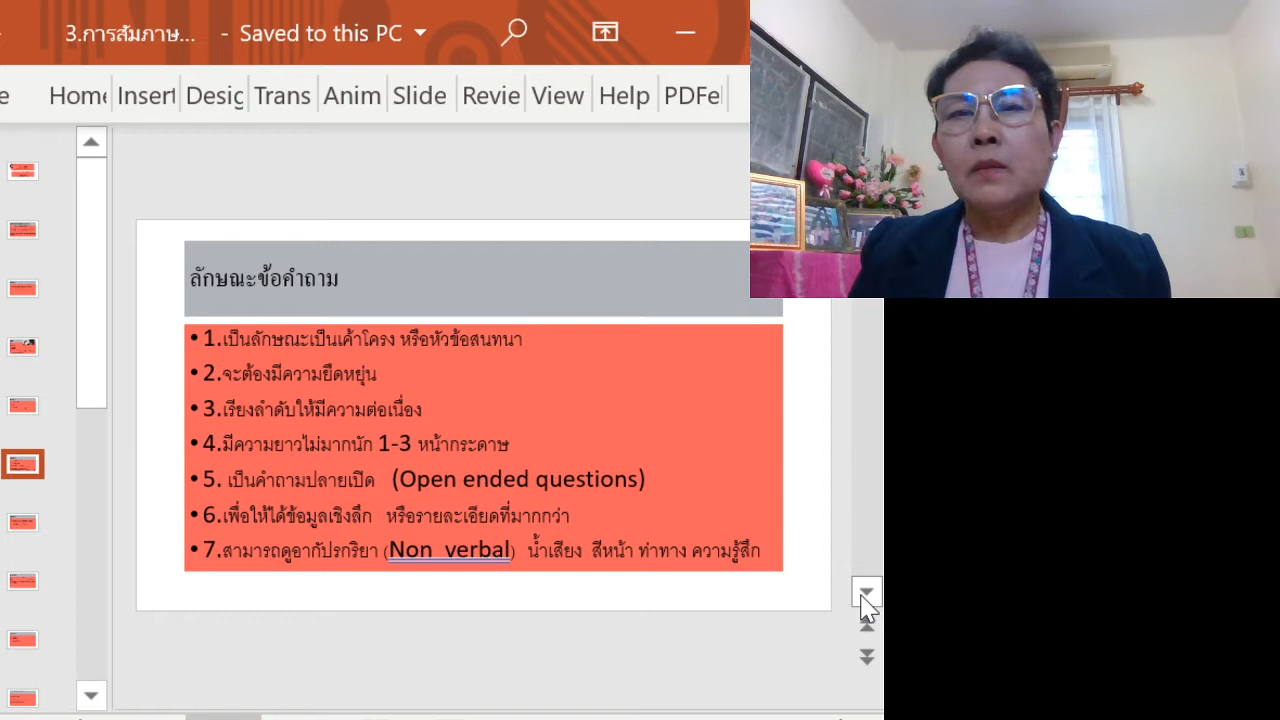 3.การสัมภาษ... - Saved to this PC
Home Insert Desig Trans Anim Slide Revie View Help PDFe
ลักษณะข้อคำถาม
• 1.เป็นลักษณะเป็นเค้าโครง หรือหัวข้อสนทนา
• 2.จะต้องมีความยืดหยุ่น
• 3.เรียงลำดับให้มีความต่อเนื่อง
• 4.มีความยาวไม่มากนัก 1-3 หน้ากระดาษ
• 5. เป็นคำถามปลายเปิด (Open ended questions)
• 6.เพื่อให้ได้ข้อมูลเชิงลึก หรือรายละเอียดที่มากกว่า
• 7.สามารถดูอากัปรกริยา (Non verbal) น้ำเสียง สีหน้า ท่าทาง ความรู้สึก